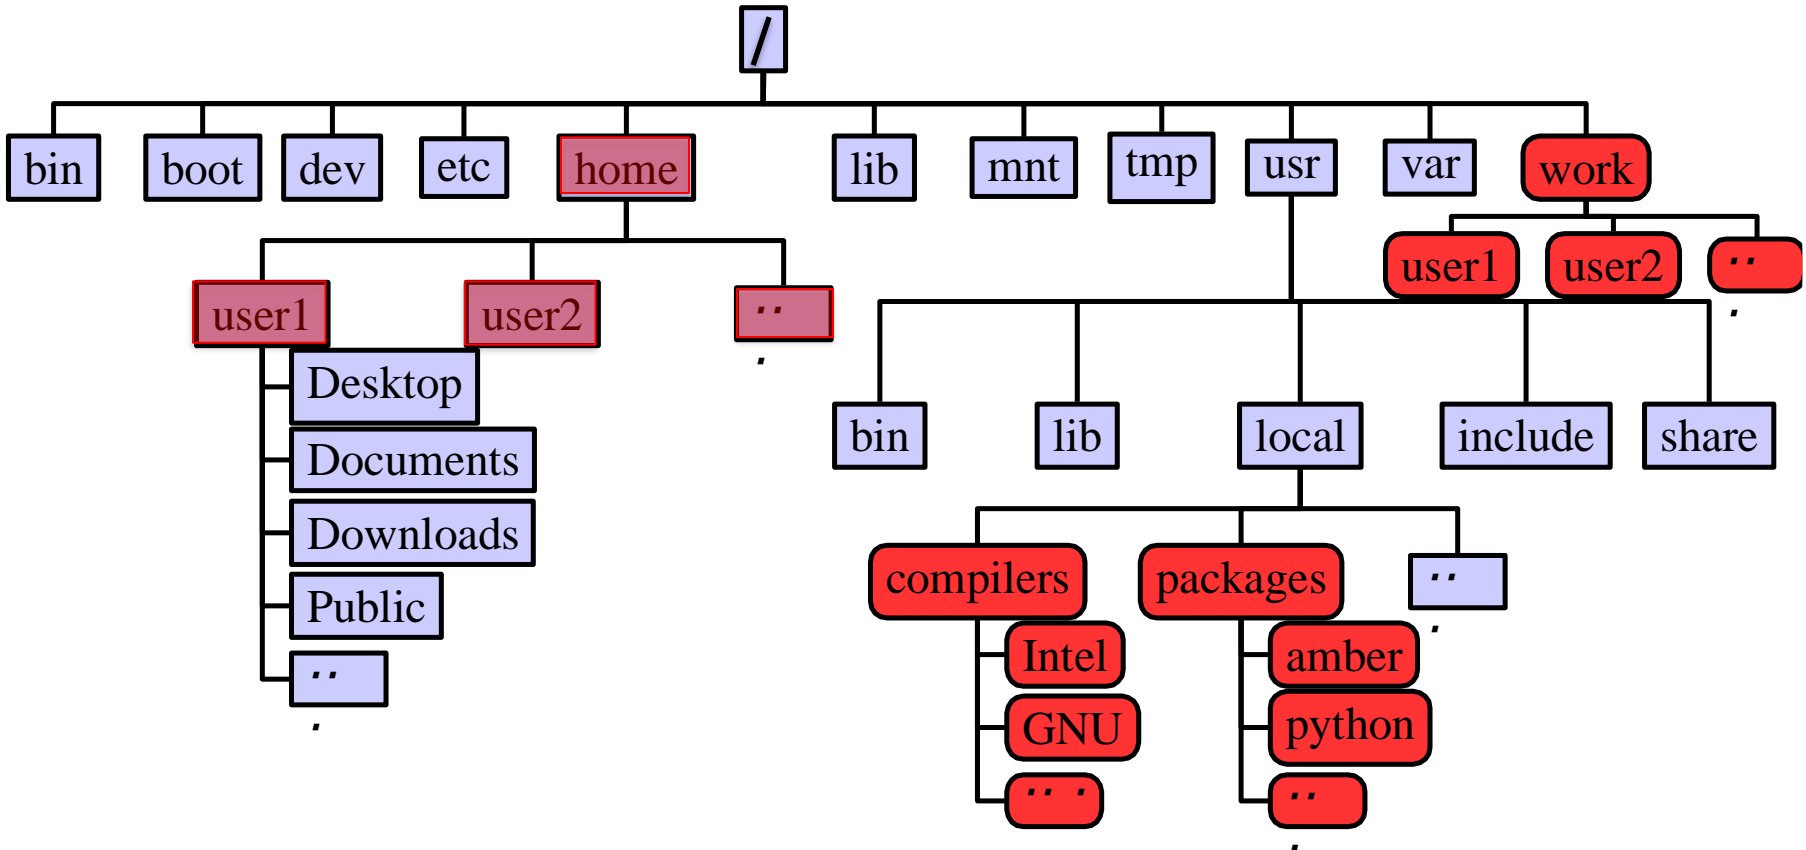 /
bin boot dev etc home lib mnt tmp usr var work
user1 user2 ...
user1 user2 ...
Desktop
Documents
Downloads
Public
...
bin lib local include share
compilers packages ...
Intel
GNU
...
amber
python
...